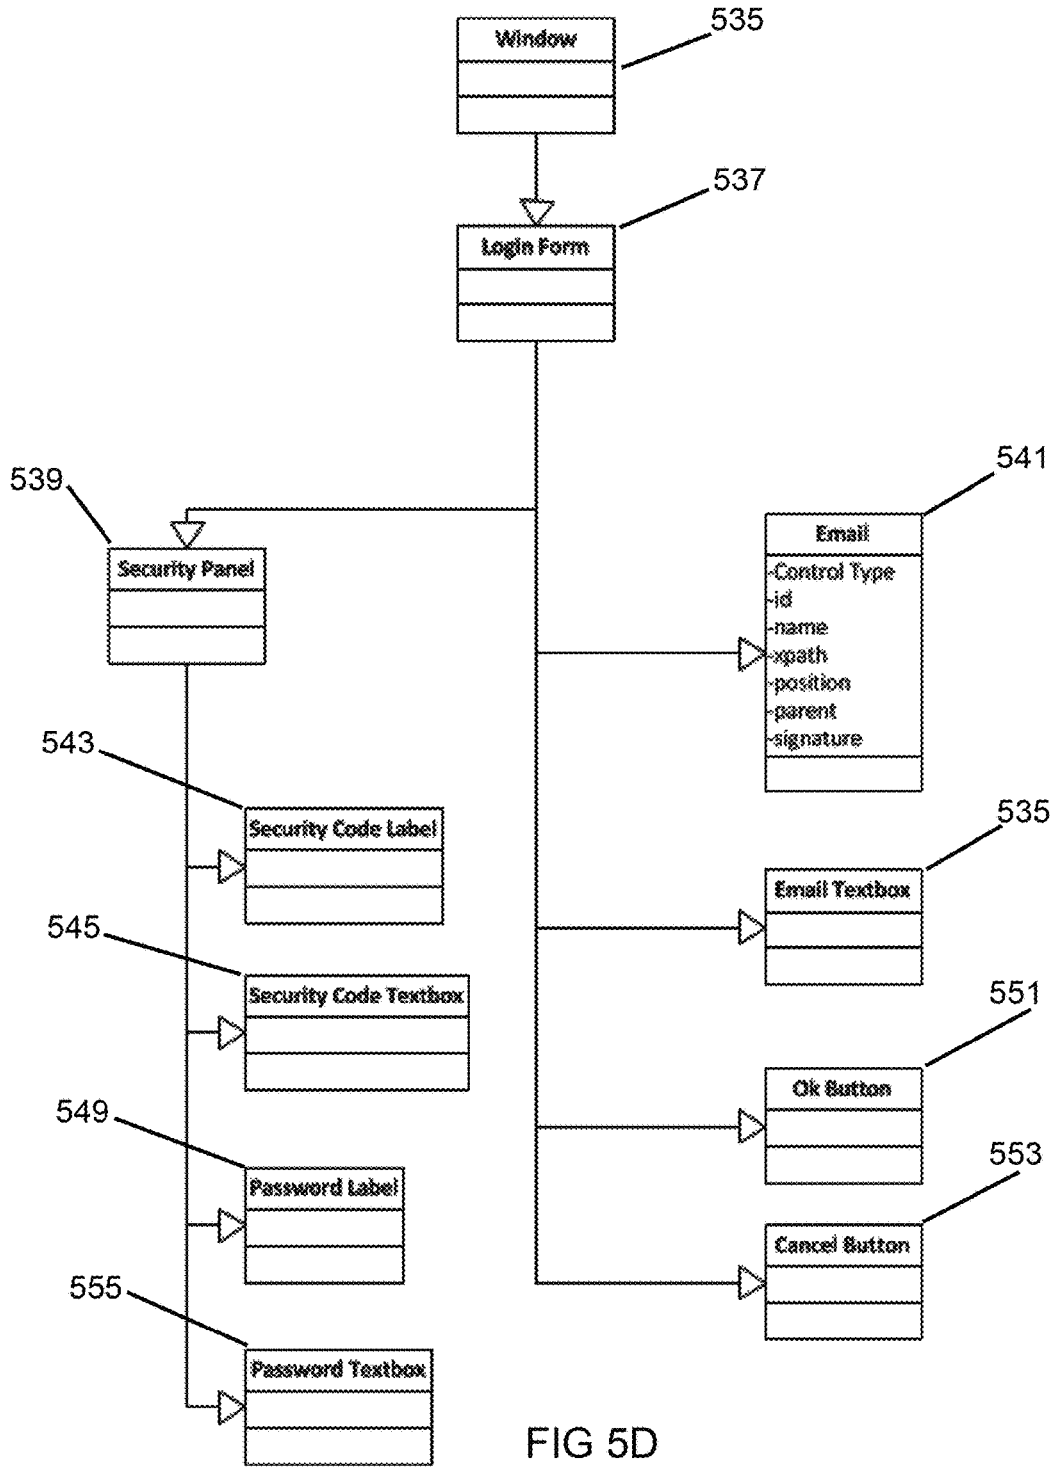 535
Window
537
Login Form
539
Security Panel
541
Email
-Control Type
-id
-name
-xpath
-position
-parent
-signature
543
Security Code Label
535
Email Textbox
545
Security Code Textbox
551
Ok Button
549
Password Label
553
Cancel Button
555
Password Textbox
FIG 5D